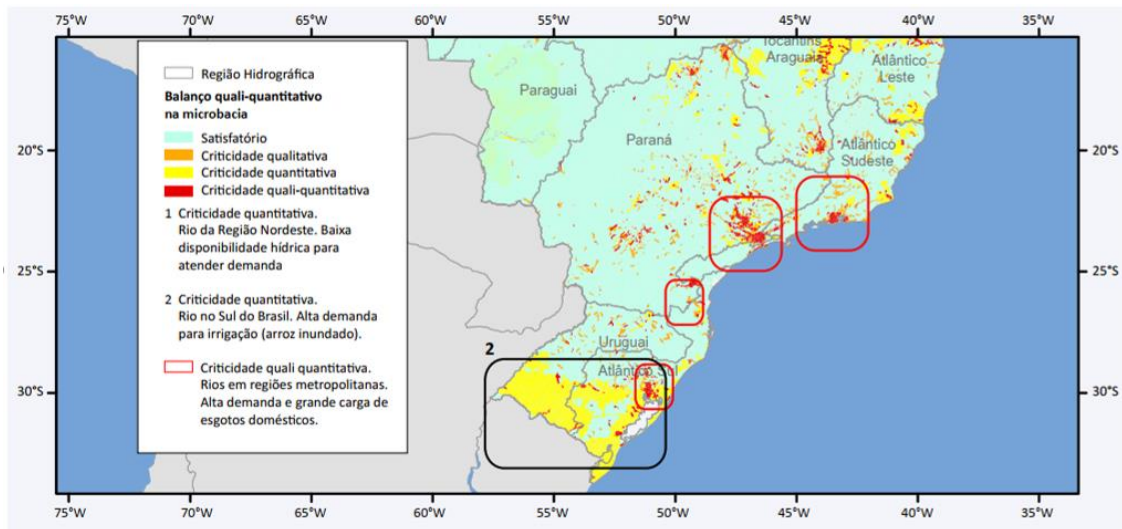 75°W 70°W 65°W 60°W 55°W 50°W 45°W 40°W 35°W
Região Hidrográfica
Balanço quali-quantitativo
na microbacia
Satisfatório
Criticidade qualitativa
Criticidade quantitativa
Criticidade quali-quantitativa
1 Criticidade quantitativa.
Rio da Região Nordeste. Baixa
disponibilidade hídrica para
atender demanda
2 Criticidade quantitativa.
Rio no Sul do Brasil. Alta demanda
para irrigação (arroz inundado).
Criticidade quali quantitativa.
Rios em regiões metropolitanas.
Alta demanda e grande carga de
esgotos domésticos.
Tocantins
Araguaia
Atlântico
Leste
Paraguai
Paraná
Atlântico
Sudeste
Uruguai
2
Atlântico Sul
20°S 20°S
25°S 25°S
30°S 30°S
75°W 70°W 65°W 60°W 55°W 50°W 45°W 40°W 35°W